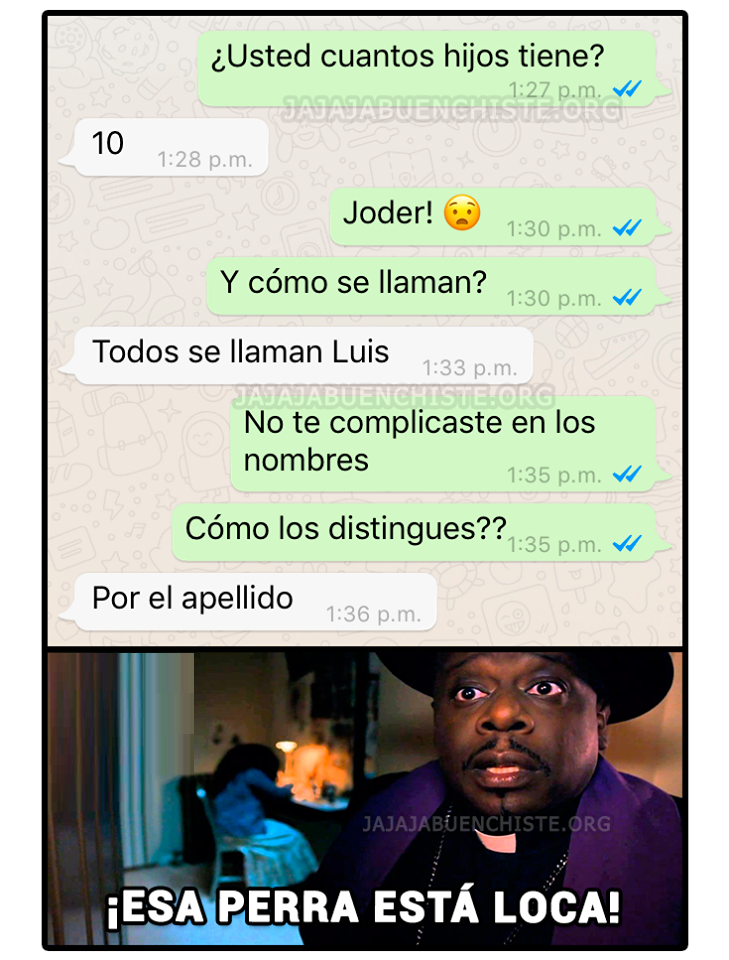 ¿Usted cuantos hijos tiene?
1:27 p.m.
JAJAJABUENCHISTE.ORG
10
1:28 p.m.
Joder! 😧
1:30 p.m.
Y cómo se llaman?
1:30 p.m.
Todos se llaman Luis
1:33 p.m.
JAJAJABUENCHISTE.ORG
No te complicaste en los
nombres
1:35 p.m.
Cómo los distingues??
1:35 p.m.
Por el apellido
1:36 p.m.
JAJAJABUENCHISTE.ORG
¡ESA PERRA ESTÁ LOCA!